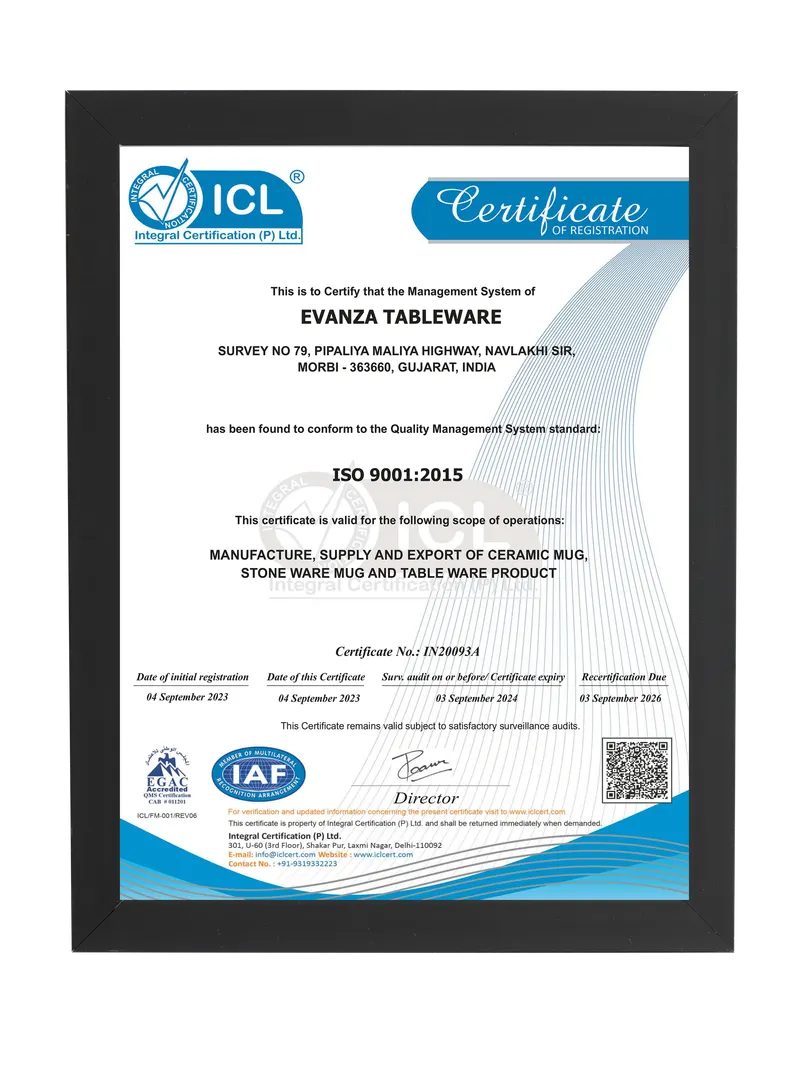 INTEGRAL CERTIFICATION
ICL ®
Integral Certification (P) Ltd.
Certificate
OF REGISTRATION
This is to Certify that the Management System of
EVANZA TABLEWARE
SURVEY NO 79, PIPALIYA MALIYA HIGHWAY, NAVLAKHI SIR,
MORBI - 363660, GUJARAT, INDIA
has been found to conform to the Quality Management System standard:
ISO 9001:2015
This certificate is valid for the following scope of operations:
MANUFACTURE, SUPPLY AND EXPORT OF CERAMIC MUG,
STONE WARE MUG AND TABLE WARE PRODUCT
INTEGRAL CERTIFICATION
ICL ®
Integral Certification (P) Ltd.
Certificate No.: IN20093A
Date of initial registration Date of this Certificate Surv. audit on or before/ Certificate expiry Recertification Due
04 September 2023 04 September 2023 03 September 2024 03 September 2026
This Certificate remains valid subject to satisfactory surveillance audits.
EGAC
Accredited
QMS Certification
CAB # 011201
MEMBER OF MULTILATERAL
IAF
RECOGNITION ARRANGEMENT
Director
ICL/FM-001/REV06
For verification and updated information concerning the present certificate visit to www.iclcert.com
This certificate is property of Integral Certification (P) Ltd. and shall be returned immediately when demanded.
Integral Certification (P) Ltd.
301, U-60 (3rd Floor), Shakar Pur, Laxmi Nagar, Delhi-110092
E-mail: info@iclcert.com Website : www.iclcert.com
Contact No. : +91-9319332223